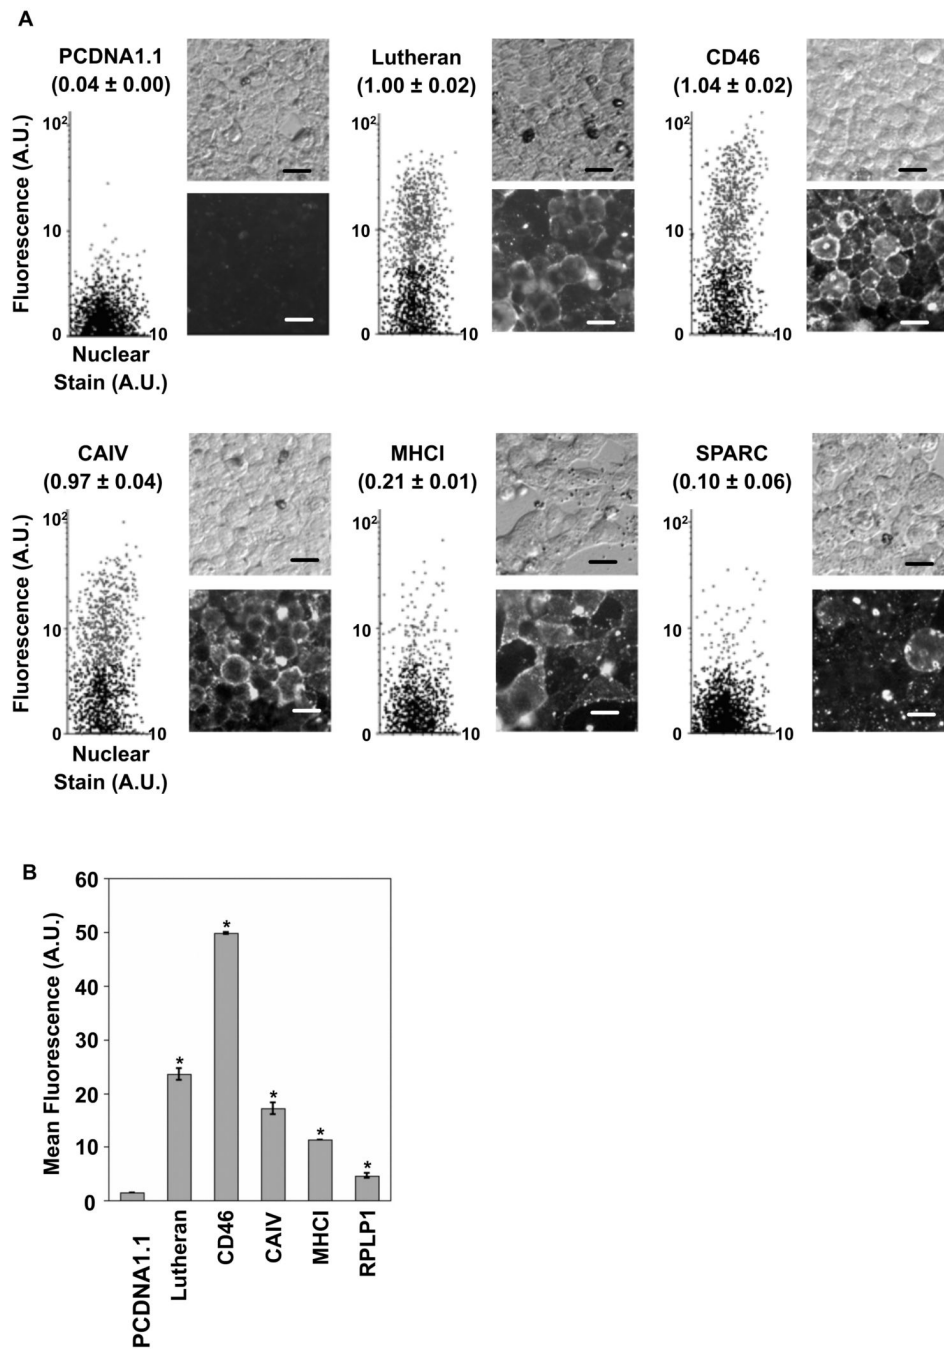 A
PCDNA1.1
(0.04 ± 0.00)
Fluorescence (A.U.)
10²
10
0
10
Nuclear
Stain (A.U.)
Lutheran
(1.00 ± 0.02)
10²
10
0
10
CD46
(1.04 ± 0.02)
10²
10
0
10
CAIV
(0.97 ± 0.04)
Fluorescence (A.U.)
10²
10
0
10
Nuclear
Stain (A.U.)
MHCI
(0.21 ± 0.01)
10²
10
0
10
SPARC
(0.10 ± 0.06)
10²
10
0
10
B
Mean Fluorescence (A.U.)
60
50
40
30
20
10
0
*
*
*
*
*
PCDNA1.1
Lutheran
CD46
CAIV
MHCI
RPLP1